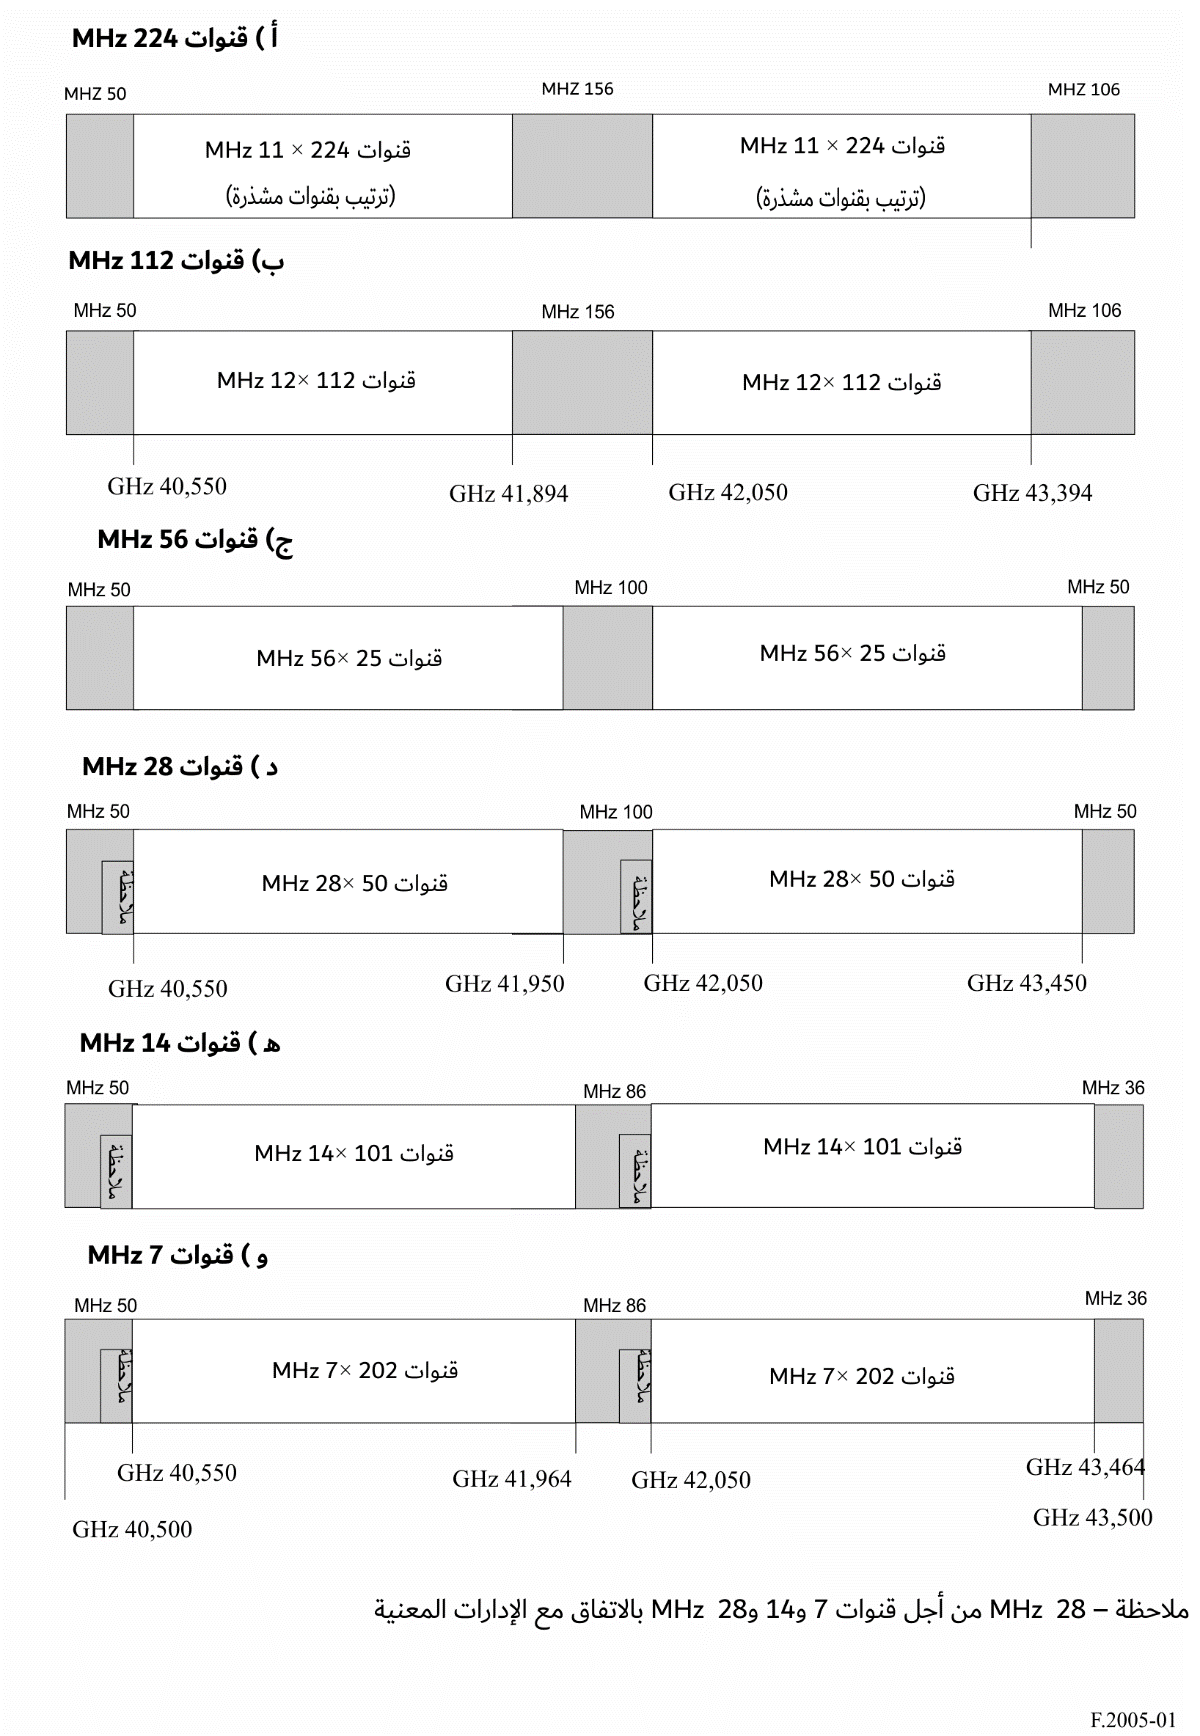 أ ) قنوات 224 MHz
MHZ 50
MHZ 156
MHZ 106
قنوات 224 × 11 MHz
(ترتيب بقنوات مشذرة)
قنوات 224 × 11 MHz
(ترتيب بقنوات مشذرة)
ب) قنوات 112 MHz
MHz 50
MHz 156
MHz 106
قنوات 112 ×12 MHz
قنوات 112 ×12 MHz
GHz 40,550
GHz 41,894
GHz 42,050
GHz 43,394
ج) قنوات 56 MHz
MHz 50
MHz 100
MHz 50
قنوات 25 ×56 MHz
قنوات 25 ×56 MHz
د ) قنوات 28 MHz
MHz 50
MHz 100
MHz 50
ملاحظة
قنوات 50 ×28 MHz
ملاحظة
قنوات 50 ×28 MHz
GHz 40,550
GHz 41,950
GHz 42,050
GHz 43,450
ه ) قنوات 14 MHz
MHz 50
MHz 86
MHz 36
ملاحظة
قنوات 101 ×14 MHz
ملاحظة
قنوات 101 ×14 MHz
و ) قنوات 7 MHz
MHz 50
MHz 86
MHz 36
ملاحظة
قنوات 202 ×7 MHz
ملاحظة
قنوات 202 ×7 MHz
GHz 40,550
GHz 41,964
GHz 42,050
GHz 43,464
GHz 40,500
GHz 43,500
ملاحظة – 28 MHz من أجل قنوات 7 و14 و28 MHz بالاتفاق مع الإدارات المعنية
F.2005-01